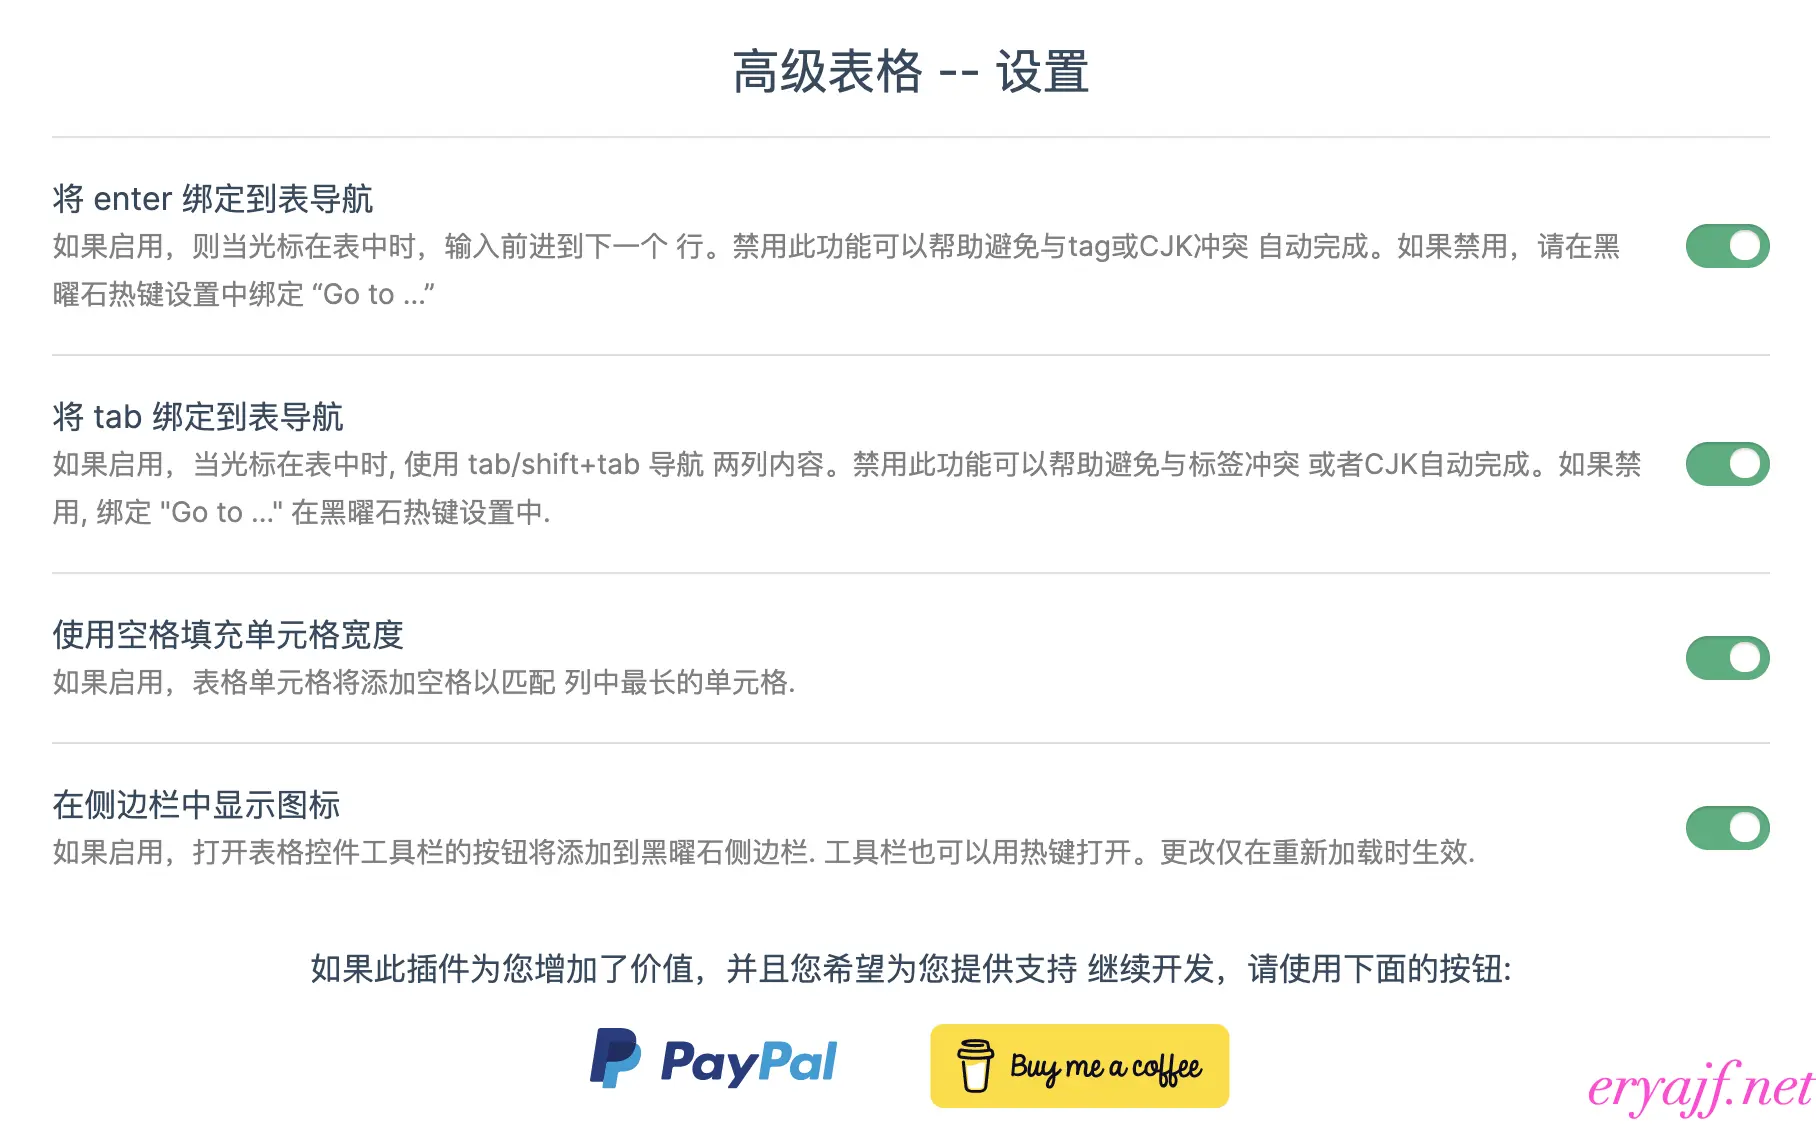 高级表格 -- 设置
将 enter 绑定到表导航
如果启用，则当光标在表中时，输入前进到下一个 行。禁用此功能可以帮助避免与tag或CJK冲突 自动完成。如果禁用，请在黑
曜石热键设置中绑定 “Go to ...”
将 tab 绑定到表导航
如果启用，当光标在表中时, 使用 tab/shift+tab 导航 两列内容。禁用此功能可以帮助避免与标签冲突 或者CJK自动完成。如果禁
用, 绑定 "Go to ..." 在黑曜石热键设置中.
使用空格填充单元格宽度
如果启用，表格单元格将添加空格以匹配 列中最长的单元格.
在侧边栏中显示图标
如果启用，打开表格控件工具栏的按钮将添加到黑曜石侧边栏. 工具栏也可以用热键打开。更改仅在重新加载时生效.
如果此插件为您增加了价值，并且您希望为您提供支持 继续开发，请使用下面的按钮:
PayPal
Buy me a coffee
eryajf.net